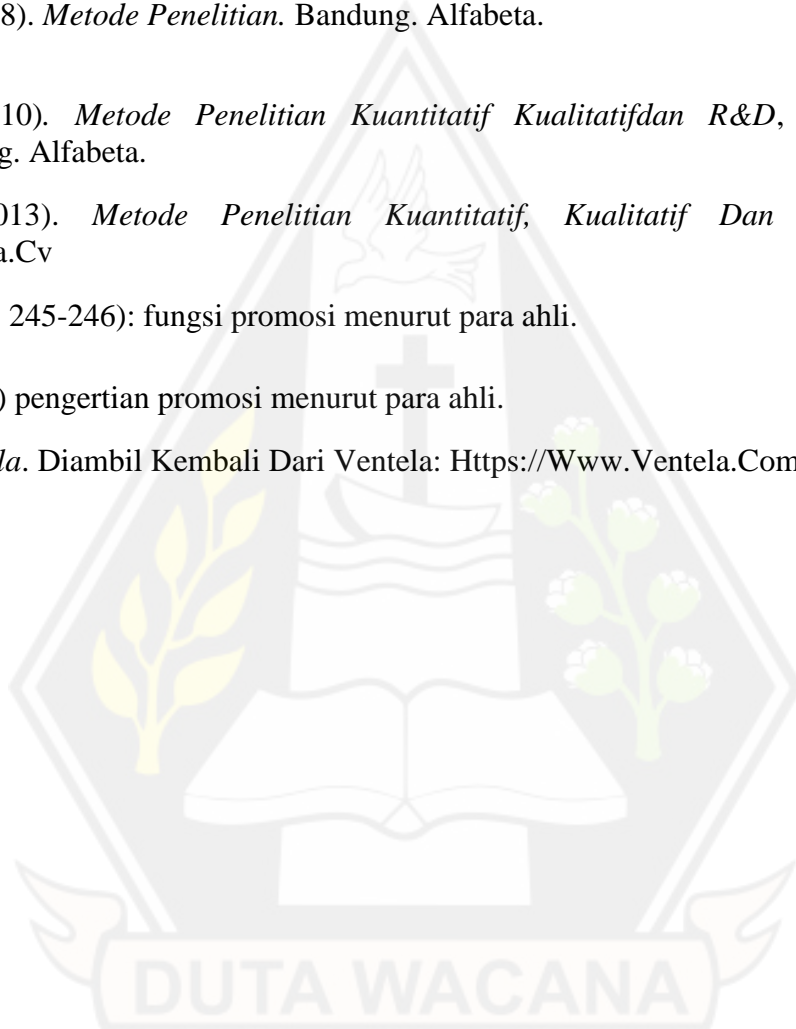 8). Metode Penelitian. Bandung. Alfabeta.
10). Metode Penelitian Kuantitatif Kualitatifdan R&D,
g. Alfabeta.
013). Metode Penelitian Kuantitatif, Kualitatif Dan
a.Cv
245-246): fungsi promosi menurut para ahli.
) pengertian promosi menurut para ahli.
la. Diambil Kembali Dari Ventela: Https://Www.Ventela.Com
DUTA WACANA